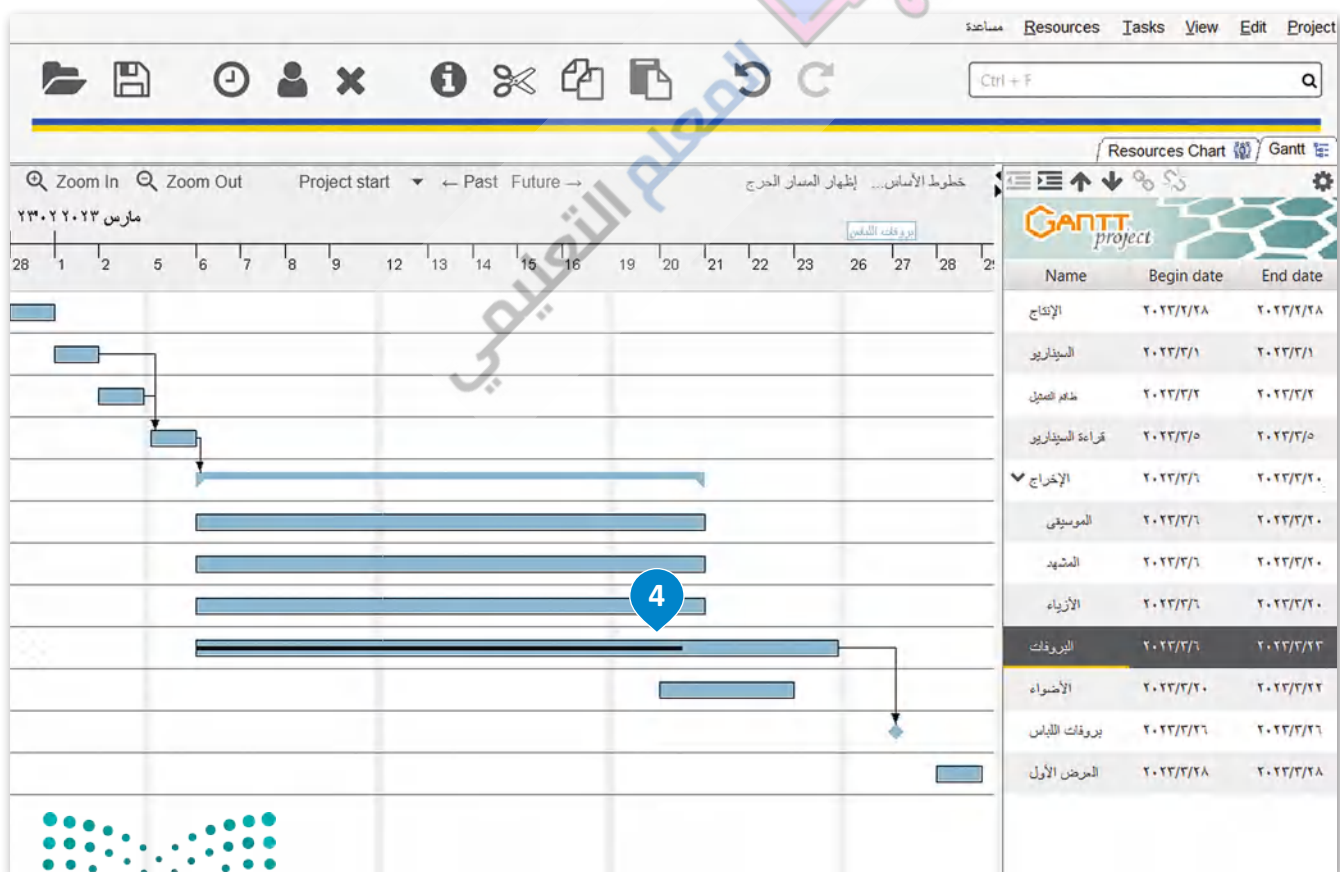 Project Edit View Tasks Resources مساعدة
Ctrl + F
Gantt Resources Chart
Zoom In Zoom Out Project start ← Past Future → إظهار المسار الحرج خطوط الأساس...
مارس ٢٠٢٣
بروفات اللباس
28 1 2 5 6 7 8 9 12 13 14 15 16 19 20 21 22 23 26 27 28
GANTT project
Name Begin date End date
الإنتاج ٢٠٢٣/٢/٢٨ ٢٠٢٣/٢/٢٨
السيناريو ٢٠٢٣/٣/١ ٢٠٢٣/٣/١
طاقم التمثيل ٢٠٢٣/٣/٢ ٢٠٢٣/٣/٢
قراءة السيناريو ٢٠٢٣/٣/٥ ٢٠٢٣/٣/٥
الإخراج ٢٠٢٣/٣/٦ ٢٠٢٣/٣/٢٠
الموسيقى ٢٠٢٣/٣/٦ ٢٠٢٣/٣/٢٠
المشهد ٢٠٢٣/٣/٦ ٢٠٢٣/٣/٢٠
الأزياء ٢٠٢٣/٣/٦ ٢٠٢٣/٣/٢٠
البروفات ٢٠٢٣/٣/٦ ٢٠٢٣/٣/٢٣
الأضواء ٢٠٢٣/٣/٢٠ ٢٠٢٣/٣/٢٢
بروفات اللباس ٢٠٢٣/٣/٢٦ ٢٠٢٣/٣/٢٦
العرض الأول ٢٠٢٣/٣/٢٨ ٢٠٢٣/٣/٢٨
4
المعلم التعليمي